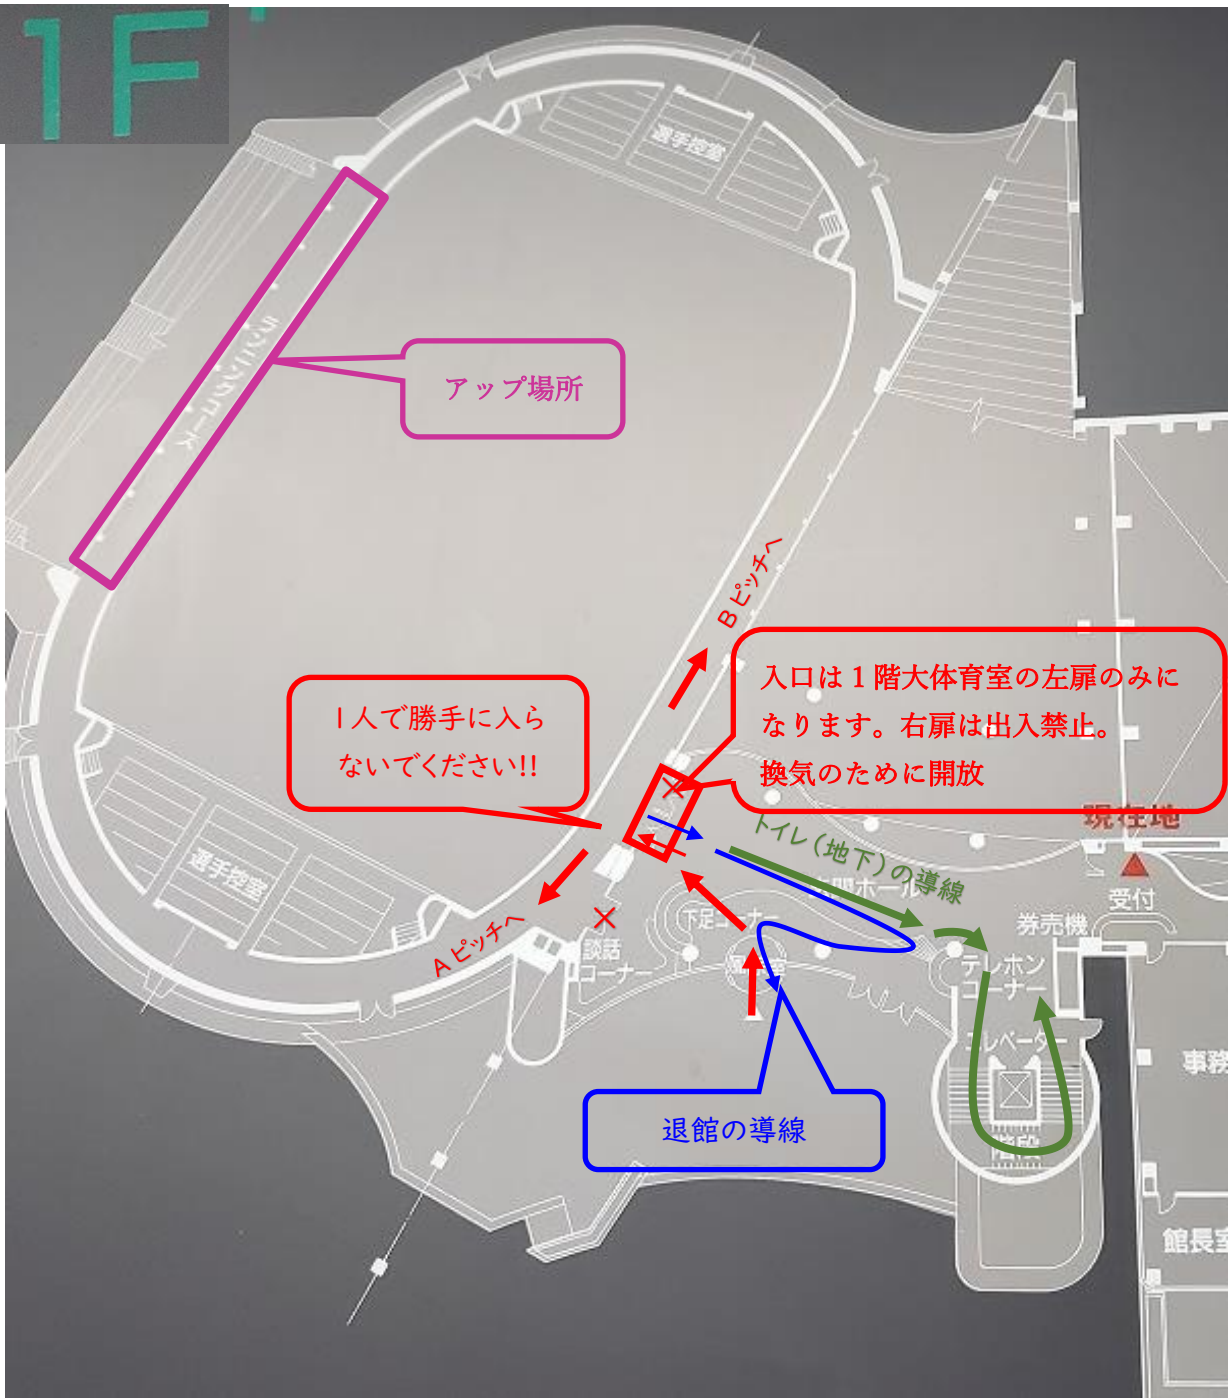 1F
選手控室
ランニングコース
アップ場所
Bピッチへ
入口は１階大体育室の左扉のみに
なります。右扉は出入禁止。
換気のために開放
1人で勝手に入ら
ないでください!!
現在地
トイレ（地下）の導線
受付
券売機
下足コーナー
選手控室
Aピッチへ
談話
コーナー
テレホン
コーナー
エレベーター
事務
退館の導線
階段
館長室